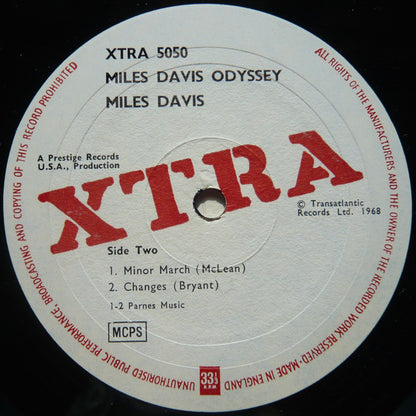 XTRA 5050
MILES DAVIS ODYSSEY
MILES DAVIS
A Prestige Records
U.S.A., Production
XTRA
© Transatlantic
Records Ltd. 1968
Side Two
1. Minor March (McLean)
2. Changes (Bryant)
1-2 Parnes Music
MCPS
33⅓
R.P.M.
ALL RIGHTS OF THE MANUFACTURERS AND THE OWNER OF THE RECORDED WORK RESERVED-MADE IN ENGLAND
UNAUTHORISED PUBLIC PERFORMANCE, BROADCASTING AND COPYING OF THIS RECORD PROHIBITED